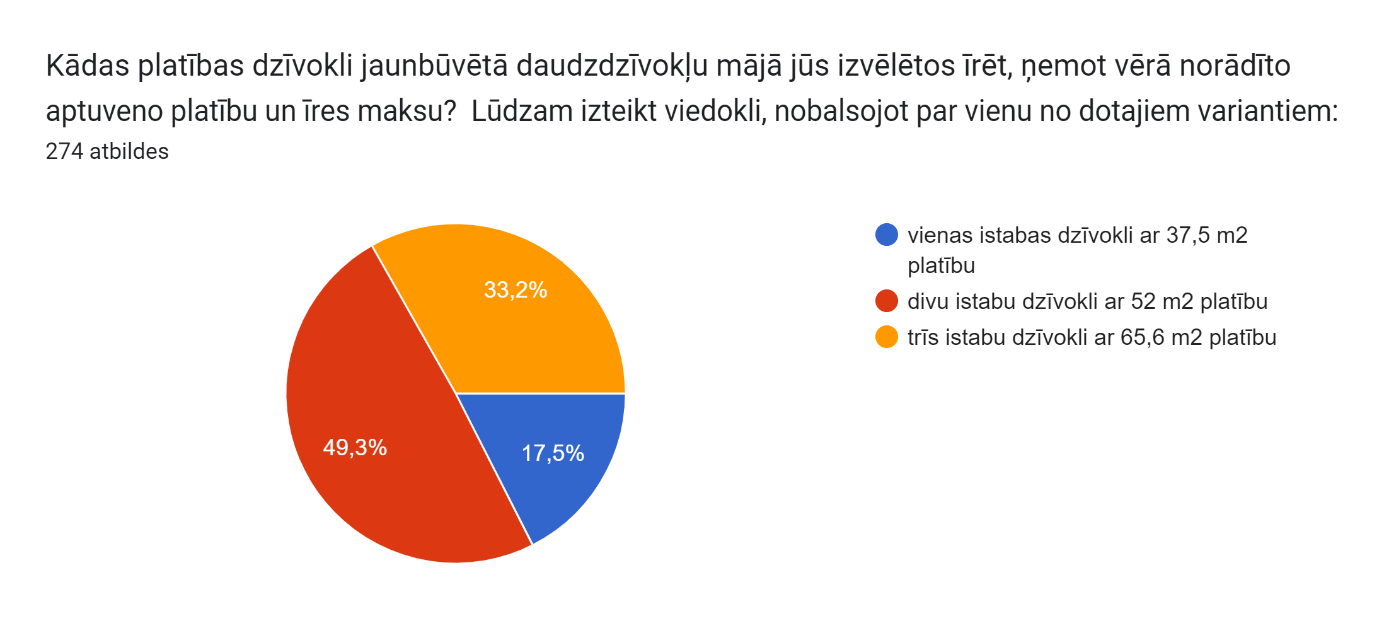 Kādas platības dzīvokli jaunbūvētā daudzdzīvokļu mājā jūs izvēlētos īrēt, ņemot vērā norādīto
aptuveno platību un īres maksu?  Lūdzam izteikt viedokli, nobalsojot par vienu no dotajiem variantiem:
274 atbildes
vienas istabas dzīvokli ar 37,5 m2
platību
divu istabu dzīvokli ar 52 m2 platību
trīs istabu dzīvokli ar 65,6 m2 platību
33,2%
49,3%
17,5%